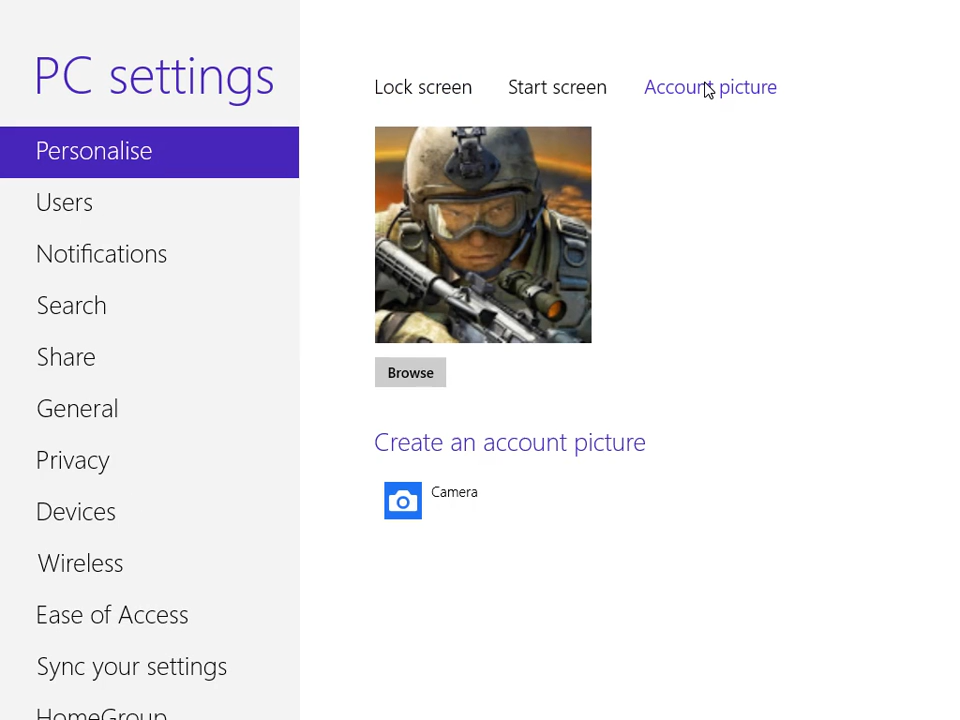 PC settings
Personalise
Users
Notifications
Search
Share
General
Privacy
Devices
Wireless
Ease of Access
Sync your settings
HomeGroup
Lock screen Start screen Account picture
Browse
Create an account picture
Camera